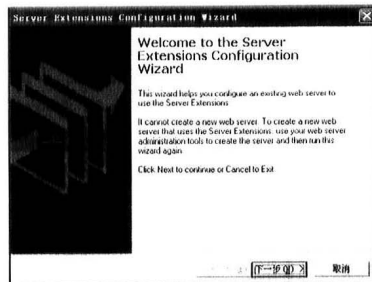 Server Extensions Configuration Wizard
Welcome to the Server
Extensions Configuration
Wizard
This wizard helps you configure an existing web server to
use the Server Extensions
It cannot create a new web server. To create a new web
server that uses the Server Extensions, use your web server
administration tools to create the server and then run this
wizard again
Click Next to continue or Cancel to Exit.
下一步(N) >
取消